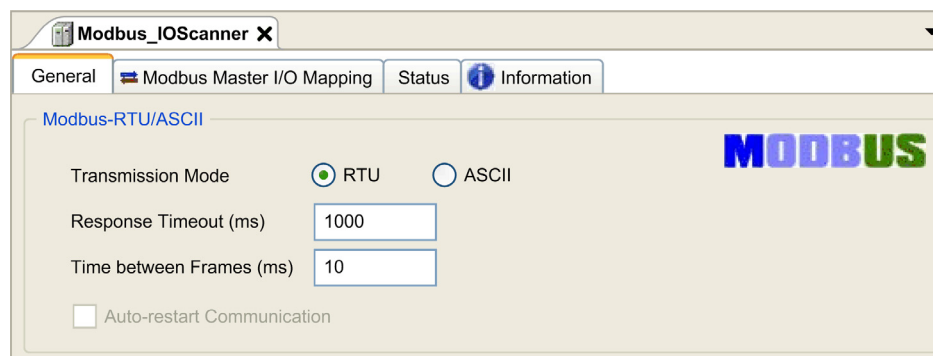 Modbus_IOScanner
General Modbus Master I/O Mapping Status Information
Modbus-RTU/ASCII
MODBUS
Transmission Mode RTU ASCII
Response Timeout (ms) 1000
Time between Frames (ms) 10
Auto-restart Communication